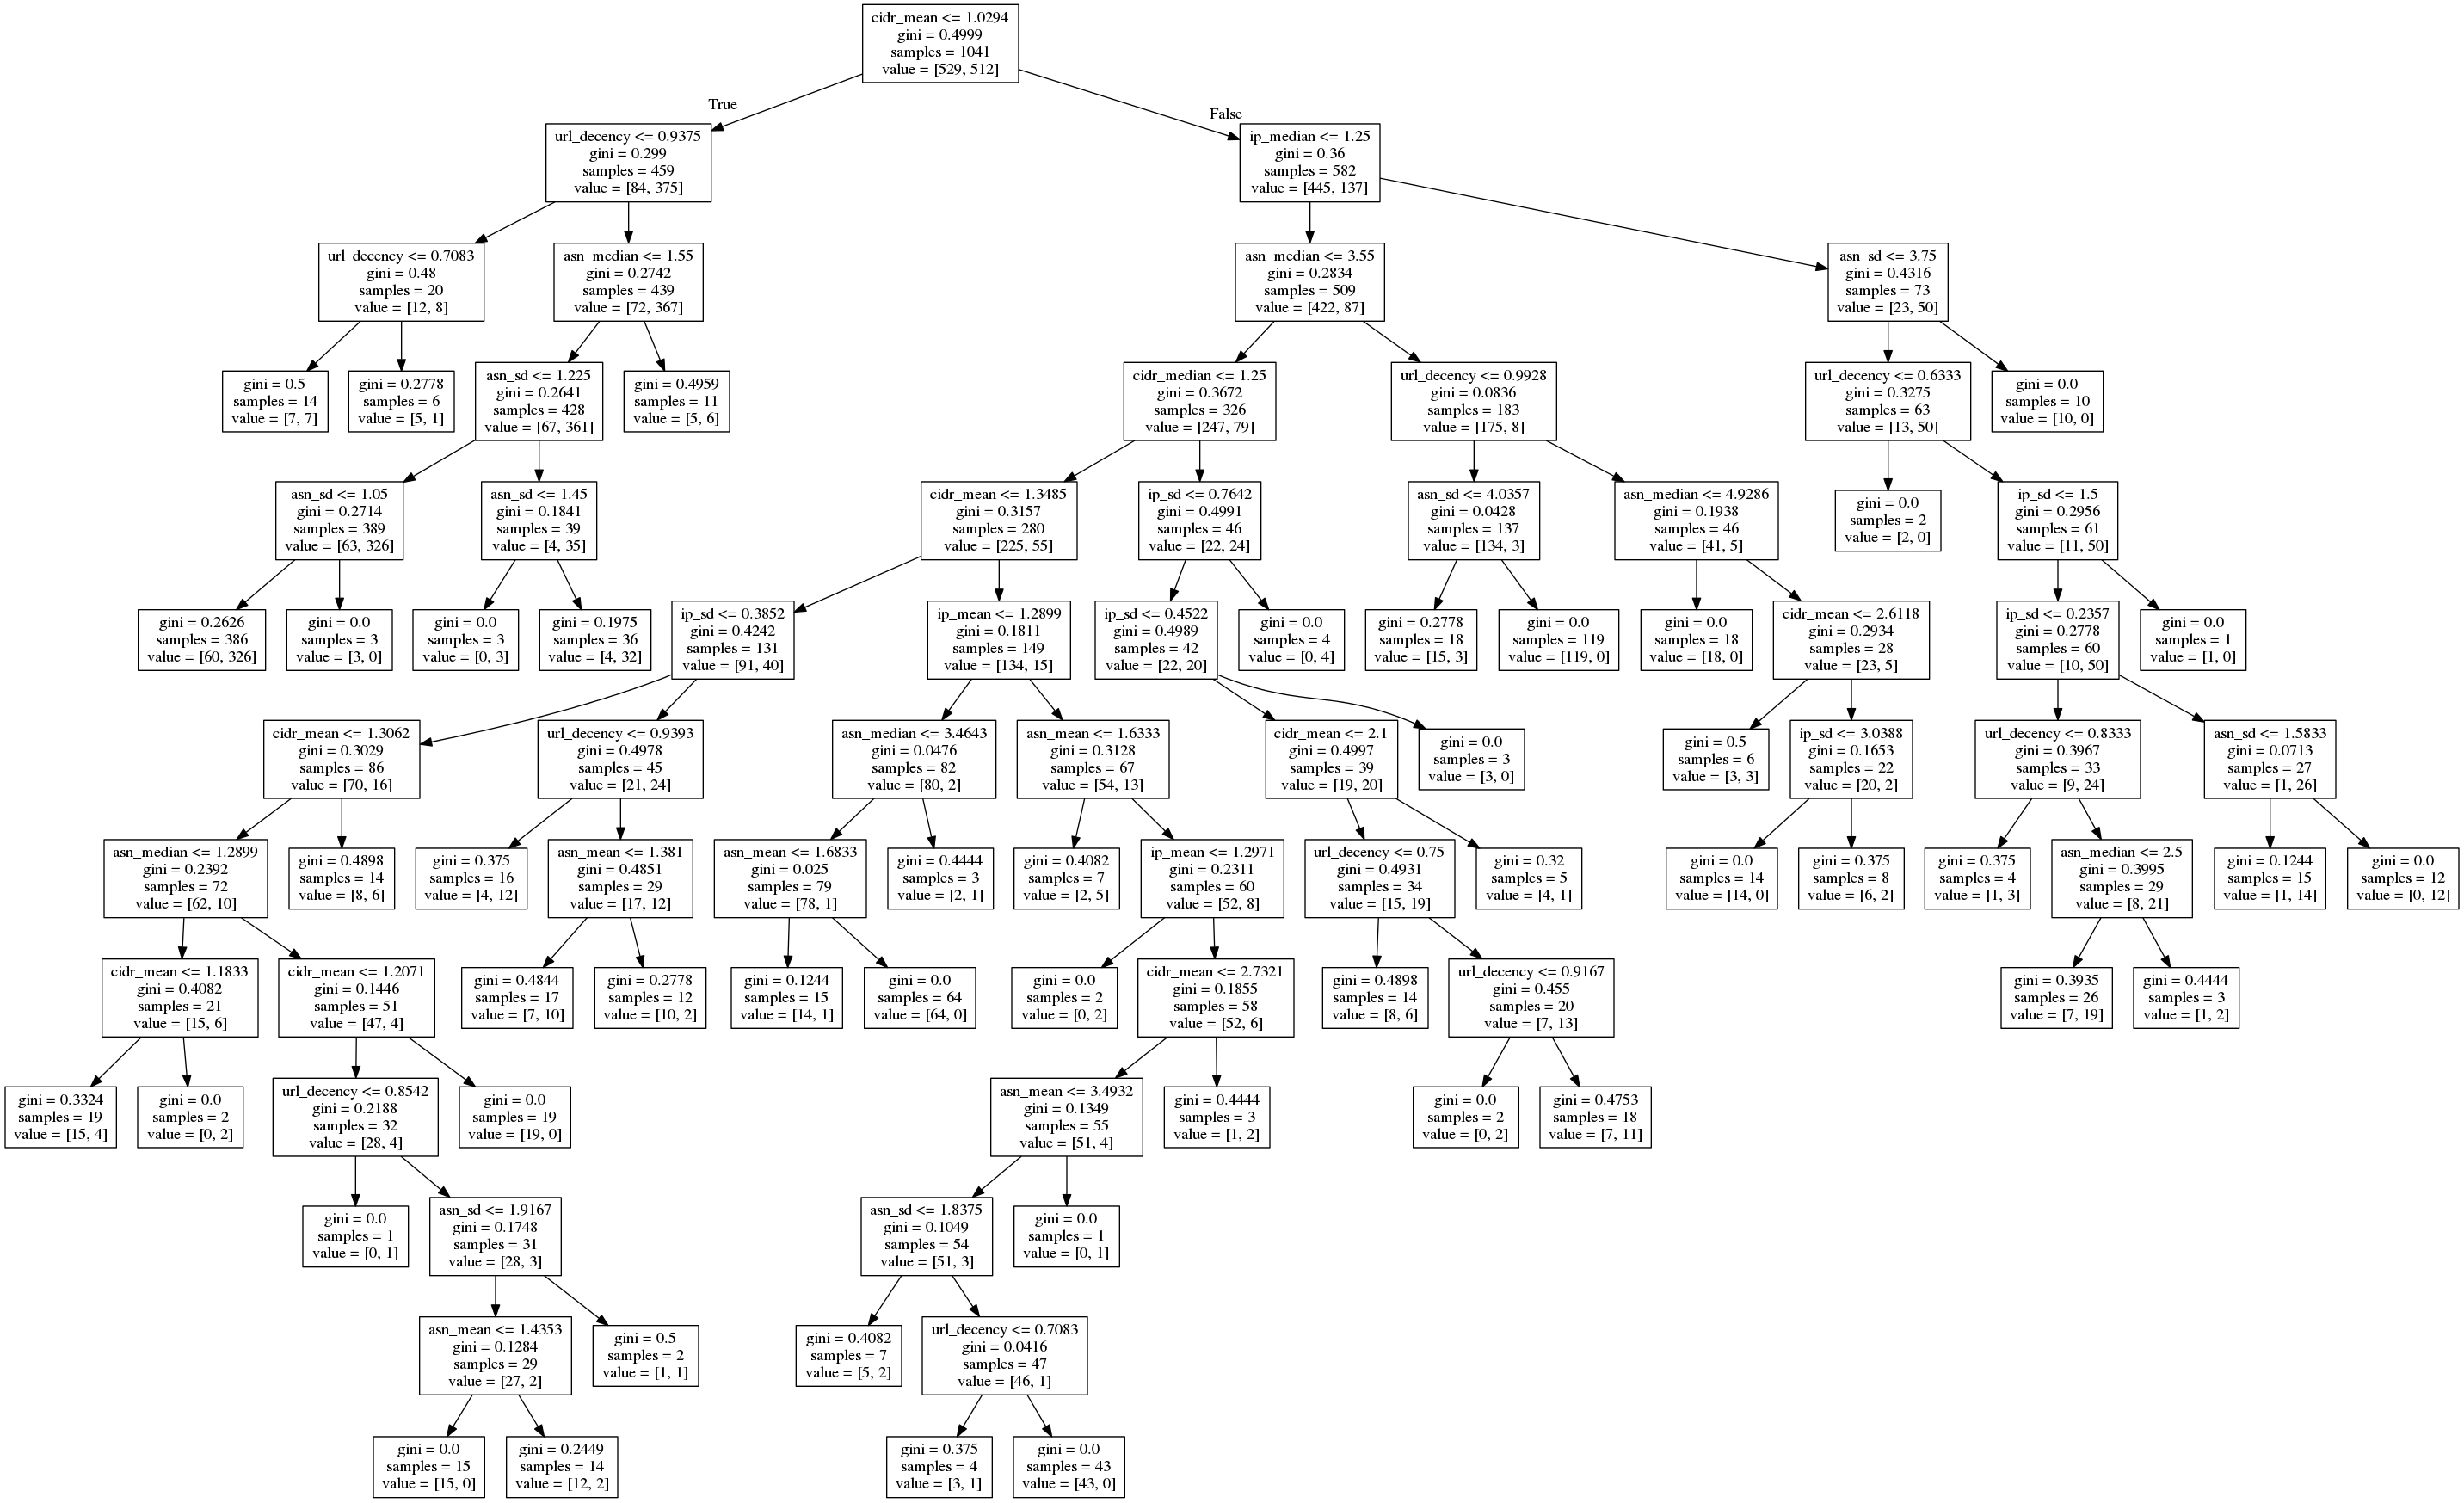 cidr_mean <= 1.0294
gini = 0.4999
samples = 1041
value = [529, 512]
True
False
url_decency <= 0.9375
gini = 0.299
samples = 459
value = [84, 375]
ip_median <= 1.25
gini = 0.36
samples = 582
value = [445, 137]
url_decency <= 0.7083
gini = 0.48
samples = 20
value = [12, 8]
asn_median <= 1.55
gini = 0.2742
samples = 439
value = [72, 367]
asn_median <= 3.55
gini = 0.2834
samples = 509
value = [422, 87]
asn_sd <= 3.75
gini = 0.4316
samples = 73
value = [23, 50]
gini = 0.5
samples = 14
value = [7, 7]
gini = 0.2778
samples = 6
value = [5, 1]
asn_sd <= 1.225
gini = 0.2641
samples = 428
value = [67, 361]
gini = 0.4959
samples = 11
value = [5, 6]
cidr_median <= 1.25
gini = 0.3672
samples = 326
value = [247, 79]
url_decency <= 0.9928
gini = 0.0836
samples = 183
value = [175, 8]
url_decency <= 0.6333
gini = 0.3275
samples = 63
value = [13, 50]
gini = 0.0
samples = 10
value = [10, 0]
asn_sd <= 1.05
gini = 0.2714
samples = 389
value = [63, 326]
asn_sd <= 1.45
gini = 0.1841
samples = 39
value = [4, 35]
cidr_mean <= 1.3485
gini = 0.3157
samples = 280
value = [225, 55]
ip_sd <= 0.7642
gini = 0.4991
samples = 46
value = [22, 24]
asn_sd <= 4.0357
gini = 0.0428
samples = 137
value = [134, 3]
asn_median <= 4.9286
gini = 0.1938
samples = 46
value = [41, 5]
gini = 0.0
samples = 2
value = [2, 0]
ip_sd <= 1.5
gini = 0.2956
samples = 61
value = [11, 50]
gini = 0.2626
samples = 386
value = [60, 326]
gini = 0.0
samples = 3
value = [3, 0]
gini = 0.0
samples = 3
value = [0, 3]
gini = 0.1975
samples = 36
value = [4, 32]
ip_sd <= 0.3852
gini = 0.4242
samples = 131
value = [91, 40]
ip_mean <= 1.2899
gini = 0.1811
samples = 149
value = [134, 15]
ip_sd <= 0.4522
gini = 0.4989
samples = 42
value = [22, 20]
gini = 0.0
samples = 4
value = [0, 4]
gini = 0.2778
samples = 18
value = [15, 3]
gini = 0.0
samples = 119
value = [119, 0]
gini = 0.0
samples = 18
value = [18, 0]
cidr_mean <= 2.6118
gini = 0.2934
samples = 28
value = [23, 5]
ip_sd <= 0.2357
gini = 0.2778
samples = 60
value = [10, 50]
gini = 0.0
samples = 1
value = [1, 0]
cidr_mean <= 1.3062
gini = 0.3029
samples = 86
value = [70, 16]
url_decency <= 0.9393
gini = 0.4978
samples = 45
value = [21, 24]
asn_median <= 3.4643
gini = 0.0476
samples = 82
value = [80, 2]
asn_mean <= 1.6333
gini = 0.3128
samples = 67
value = [54, 13]
cidr_mean <= 2.1
gini = 0.4997
samples = 39
value = [19, 20]
gini = 0.0
samples = 3
value = [3, 0]
gini = 0.5
samples = 6
value = [3, 3]
ip_sd <= 3.0388
gini = 0.1653
samples = 22
value = [20, 2]
url_decency <= 0.8333
gini = 0.3967
samples = 33
value = [9, 24]
asn_sd <= 1.5833
gini = 0.0713
samples = 27
value = [1, 26]
asn_median <= 1.2899
gini = 0.2392
samples = 72
value = [62, 10]
gini = 0.4898
samples = 14
value = [8, 6]
gini = 0.375
samples = 16
value = [4, 12]
asn_mean <= 1.381
gini = 0.4851
samples = 29
value = [17, 12]
asn_mean <= 1.6833
gini = 0.025
samples = 79
value = [78, 1]
gini = 0.4444
samples = 3
value = [2, 1]
gini = 0.4082
samples = 7
value = [2, 5]
ip_mean <= 1.2971
gini = 0.2311
samples = 60
value = [52, 8]
url_decency <= 0.75
gini = 0.4931
samples = 34
value = [15, 19]
gini = 0.32
samples = 5
value = [4, 1]
gini = 0.0
samples = 14
value = [14, 0]
gini = 0.375
samples = 8
value = [6, 2]
gini = 0.375
samples = 4
value = [1, 3]
asn_median <= 2.5
gini = 0.3995
samples = 29
value = [8, 21]
gini = 0.1244
samples = 15
value = [1, 14]
gini = 0.0
samples = 12
value = [0, 12]
cidr_mean <= 1.1833
gini = 0.4082
samples = 21
value = [15, 6]
cidr_mean <= 1.2071
gini = 0.1446
samples = 51
value = [47, 4]
gini = 0.4844
samples = 17
value = [7, 10]
gini = 0.2778
samples = 12
value = [10, 2]
gini = 0.1244
samples = 15
value = [14, 1]
gini = 0.0
samples = 64
value = [64, 0]
gini = 0.0
samples = 2
value = [0, 2]
cidr_mean <= 2.7321
gini = 0.1855
samples = 58
value = [52, 6]
gini = 0.4898
samples = 14
value = [8, 6]
url_decency <= 0.9167
gini = 0.455
samples = 20
value = [7, 13]
gini = 0.3935
samples = 26
value = [7, 19]
gini = 0.4444
samples = 3
value = [1, 2]
gini = 0.3324
samples = 19
value = [15, 4]
gini = 0.0
samples = 2
value = [0, 2]
url_decency <= 0.8542
gini = 0.2188
samples = 32
value = [28, 4]
gini = 0.0
samples = 19
value = [19, 0]
asn_mean <= 3.4932
gini = 0.1349
samples = 55
value = [51, 4]
gini = 0.4444
samples = 3
value = [1, 2]
gini = 0.0
samples = 2
value = [0, 2]
gini = 0.4753
samples = 18
value = [7, 11]
gini = 0.0
samples = 1
value = [0, 1]
asn_sd <= 1.9167
gini = 0.1748
samples = 31
value = [28, 3]
asn_sd <= 1.8375
gini = 0.1049
samples = 54
value = [51, 3]
gini = 0.0
samples = 1
value = [0, 1]
asn_mean <= 1.4353
gini = 0.1284
samples = 29
value = [27, 2]
gini = 0.5
samples = 2
value = [1, 1]
gini = 0.4082
samples = 7
value = [5, 2]
url_decency <= 0.7083
gini = 0.0416
samples = 47
value = [46, 1]
gini = 0.0
samples = 15
value = [15, 0]
gini = 0.2449
samples = 14
value = [12, 2]
gini = 0.375
samples = 4
value = [3, 1]
gini = 0.0
samples = 43
value = [43, 0]